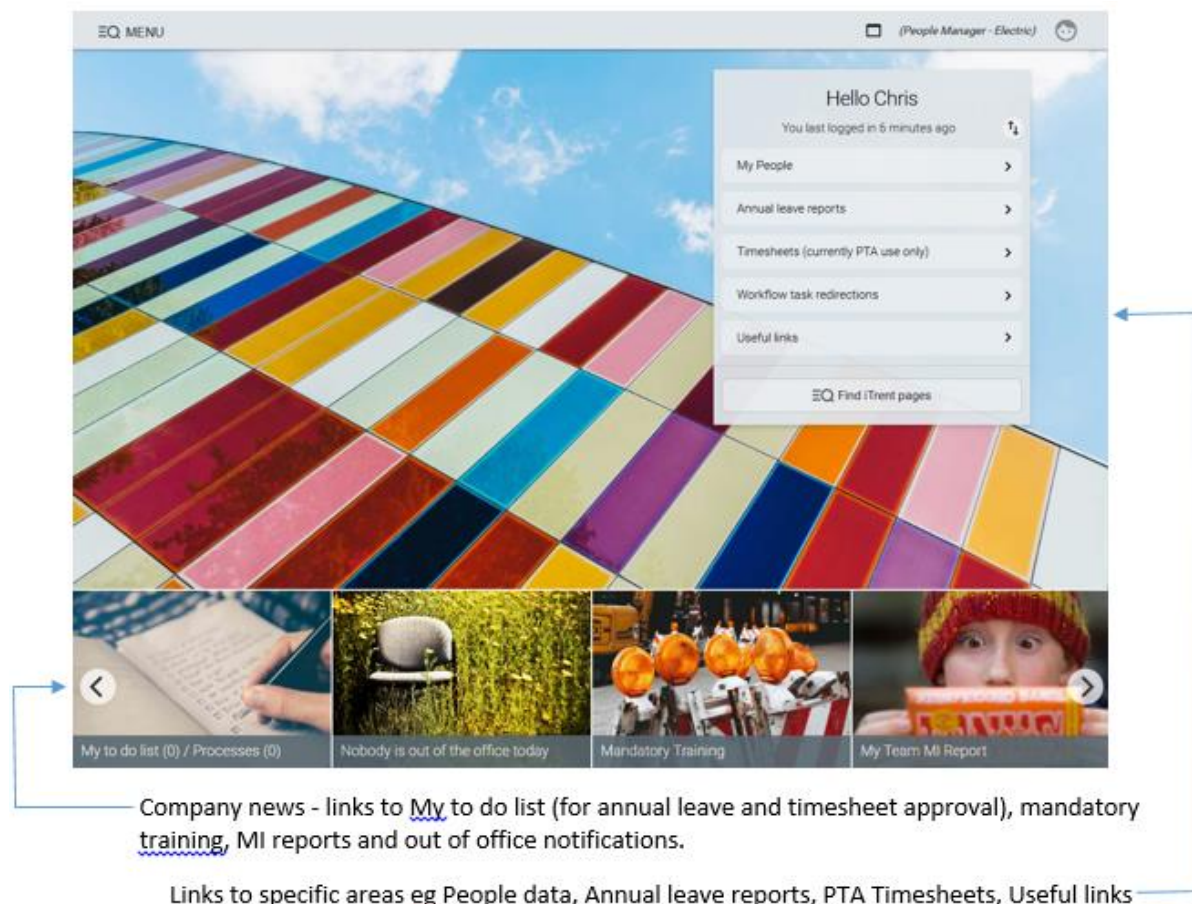 MENU
(People Manager - Electric)
Hello Chris
You last logged in 6 minutes ago
My People
Annual leave reports
Timesheets (currently PTA use only)
Workflow task redirections
Useful links
Find iTrent pages
My to do list (0) / Processes (0)
Nobody is out of the office today
Mandatory Training
My Team MI Report
Company news - links to My to do list (for annual leave and timesheet approval), mandatory
training, MI reports and out of office notifications.
Links to specific areas eg People data, Annual leave reports, PTA Timesheets, Useful links